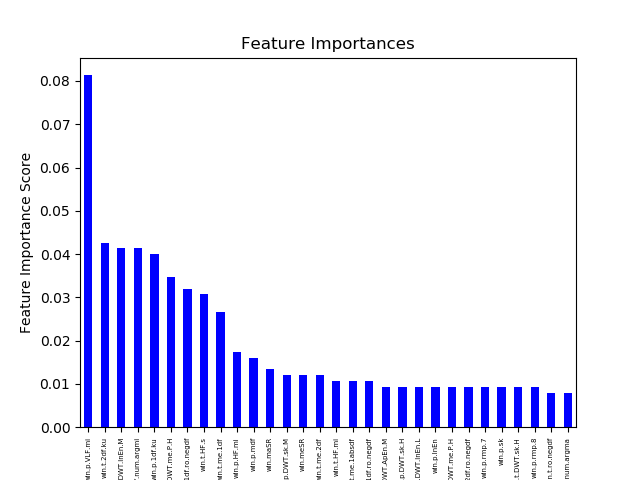 Feature Importances
Feature Importance Score
0.08
0.07
0.06
0.05
0.04
0.03
0.02
0.01
0.00
win.p.VLF.mi
win.t.2df.ku
DWT.InEn.M
.num.argmi
win.p.1df.ku
DWT.me.P.H
1df.ro.negdf
win.t.HF.s
win.t.me.1df
win.p.HF.mi
win.p.mdf
win.maSR
p.DWT.sk.M
win.meSR
win.t.me.2df
win.t.HF.mi
t.me.1absdf
1df.ro.negdf
DWT.ApEn.M
p.DWT.sk.H
.DWT.InEn.L
win.p.InEn
DWT.me.P.H
2df.ro.negdf
win.p.rmp.7
win.p.sk
t.DWT.sk.H
win.p.rmp.8
n.t.ro.negdf
num.argma